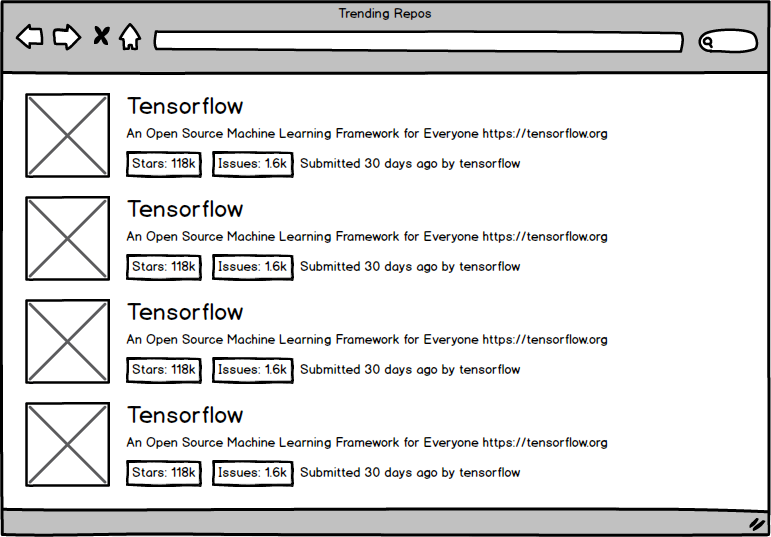 Trending Repos
Tensorflow
An Open Source Machine Learning Framework for Everyone https://tensorflow.org
Stars: 118k Issues: 1.6k Submitted 30 days ago by tensorflow
Tensorflow
An Open Source Machine Learning Framework for Everyone https://tensorflow.org
Stars: 118k Issues: 1.6k Submitted 30 days ago by tensorflow
Tensorflow
An Open Source Machine Learning Framework for Everyone https://tensorflow.org
Stars: 118k Issues: 1.6k Submitted 30 days ago by tensorflow
Tensorflow
An Open Source Machine Learning Framework for Everyone https://tensorflow.org
Stars: 118k Issues: 1.6k Submitted 30 days ago by tensorflow